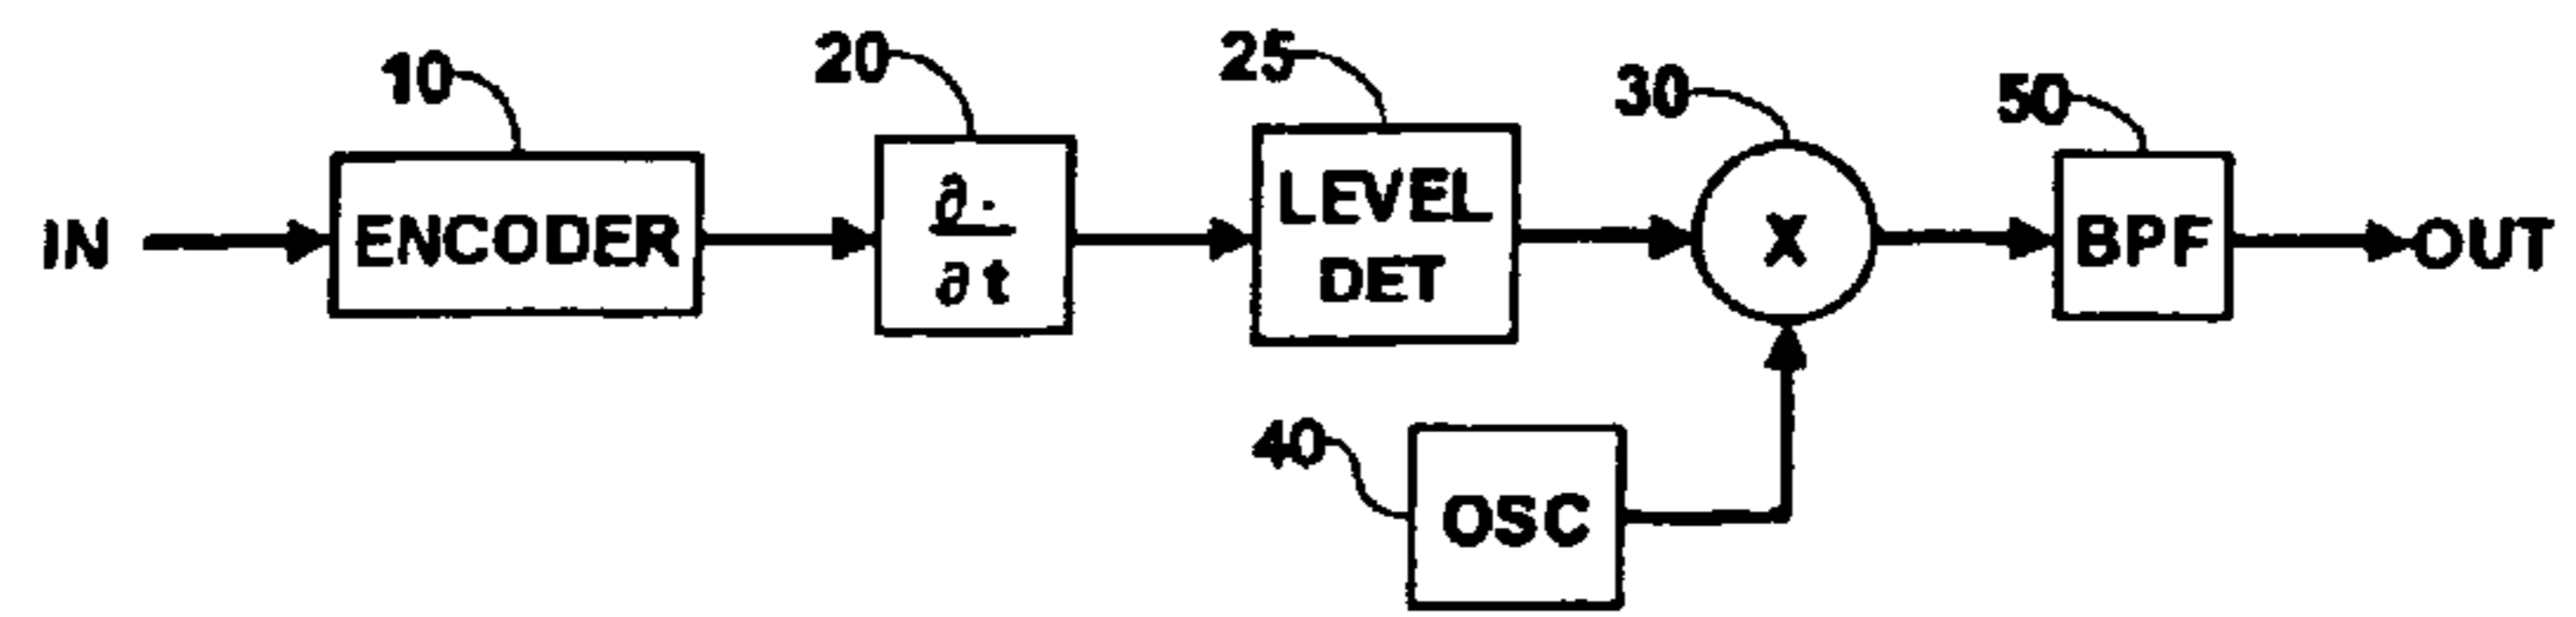 10
20
25
30
50
IN
ENCODER
∂·
∂t
LEVEL
DET
X
BPF
OUT
40
OSC